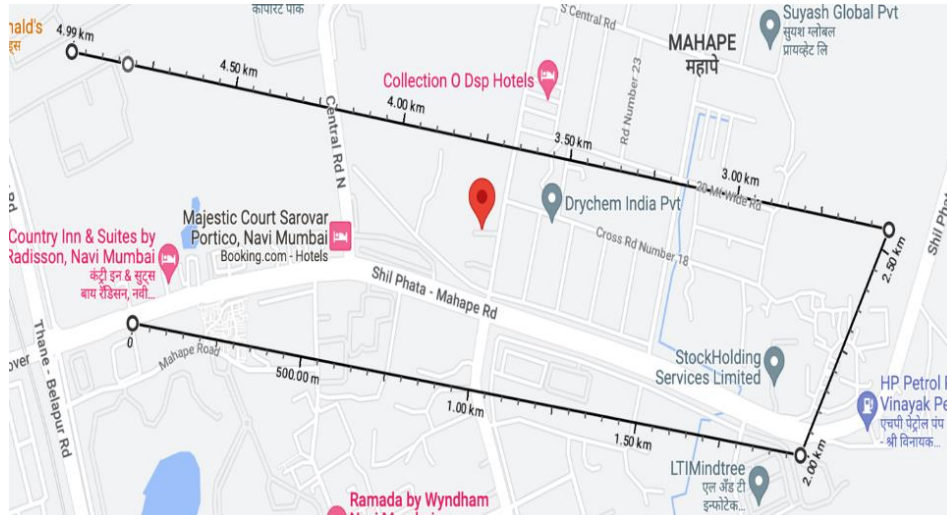 कॉर्पोरेट पार्क
S Central Rd
Suyash Global Pvt
सुयश ग्लोबल
प्रायव्हेट लि
nald's
ड्स
4.99 km
MAHAPE
महापे
4.50 km
Collection O Dsp Hotels
Rd Number 23
4.00 km
Central Rd N
3.50 km
3.00 km
20 Mt Wide Rd
Rd
Drychem India Pvt
Majestic Court Sarovar
Portico, Navi Mumbai
Booking.com - Hotels
Cross Rd Number 18
2.50 km
Shil Phat
Country Inn & Suites by
Radisson, Navi Mumbai
कंट्री इन & सुट्स
बाय रॅडिसन, नवी...
Shil Phata - Mahape Rd
0
over
Thane - Belapur Rd
Mahape Road
500.00 m
StockHolding
Services Limited
1.00 km
HP Petrol P
Vinayak Pe
एचपी पेट्रोल पंप
- श्री विनायक...
1.50 km
2.00 km
LTIMindtree
एल अँड टी
इन्फोटेक...
Ramada by Wyndham